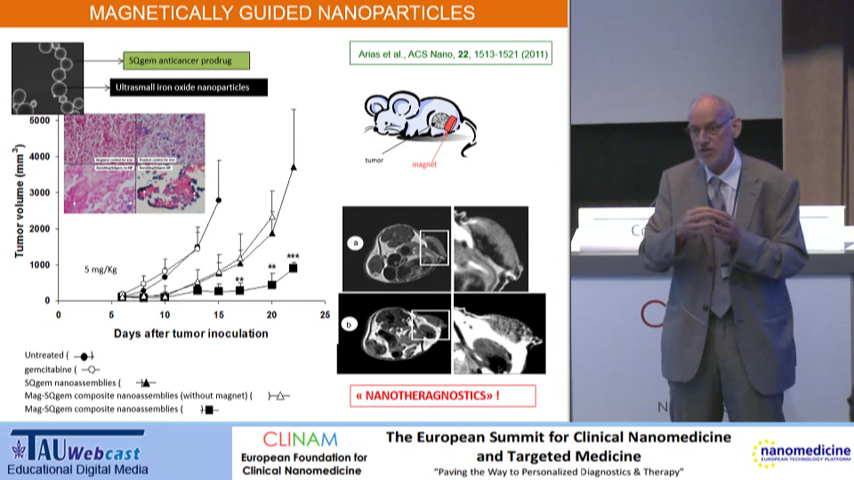 MAGNETICALLY GUIDED NANOPARTICLES
SQgem anticancer prodrug
Ultrasmall iron oxide nanoparticles
Arias et al., ACS Nano, 22, 1513-1521 (2011)
tumor
magnet
Tumor volume (mm³)
5000
4000
3000
2000
1000
0
5 mg/Kg
**
**
***
0
5
10
15
20
25
Days after tumor inoculation
Untreated (
gemcitabine (
SQgem nanoassemblies (
Mag-SQgem composite nanoassemblies (without magnet) (
Mag-SQgem composite nanoassemblies (
a
b
« NANOTHERAGNOSTICS» !
TAU Webcast
Educational Digital Media
CLINAM
European Foundation for
Clinical Nanomedicine
The European Summit for Clinical Nanomedicine
and Targeted Medicine
"Paving the Way to Personalized Diagnostics & Therapy"
nanomedicine
EUROPEAN TECHNOLOGY PLATFORM